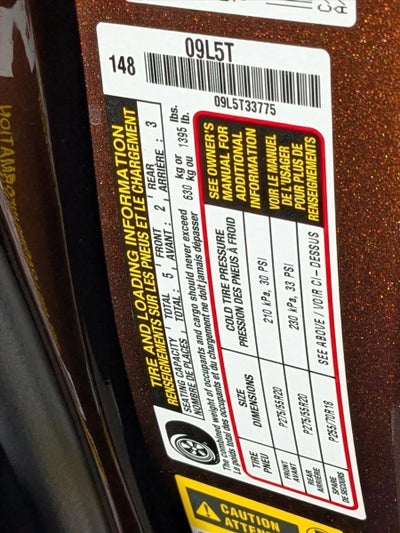 09L5T
148
09L5T33775
TIRE AND LOADING INFORMATION
RENSEIGNEMENTS SUR LES PNEUS ET LE CHARGEMENT
SEATING CAPACITY TOTAL : 5 FRONT : 2 REAR : 3
NOMBRE DE PLACES TOTAL : 5 AVANT : 2 ARRIÈRE : 3
The combined weight of occupants and cargo should never exceed 630 kg or 1395 lbs.
Le poids total des occupants et du chargement ne doit jamais dépasser 630 kg ou 1395 lb.
TIRE
PNEU
SIZE
DIMENSIONS
COLD TIRE PRESSURE
PRESSION DES PNEUS À FROID
SEE OWNER'S
MANUAL FOR
ADDITIONAL
INFORMATION
VOIR LE MANUEL
DE L'USAGER
POUR PLUS DE
RENSEIGNEMENTS
FRONT
AVANT
P275/55R20
210 kPa, 30 PSI
REAR
ARRIÈRE
P275/55R20
230 kPa, 33 PSI
SPARE
DE SECOURS
P255/70R18
SEE ABOVE / VOIR CI-DESSUS
CAUTION